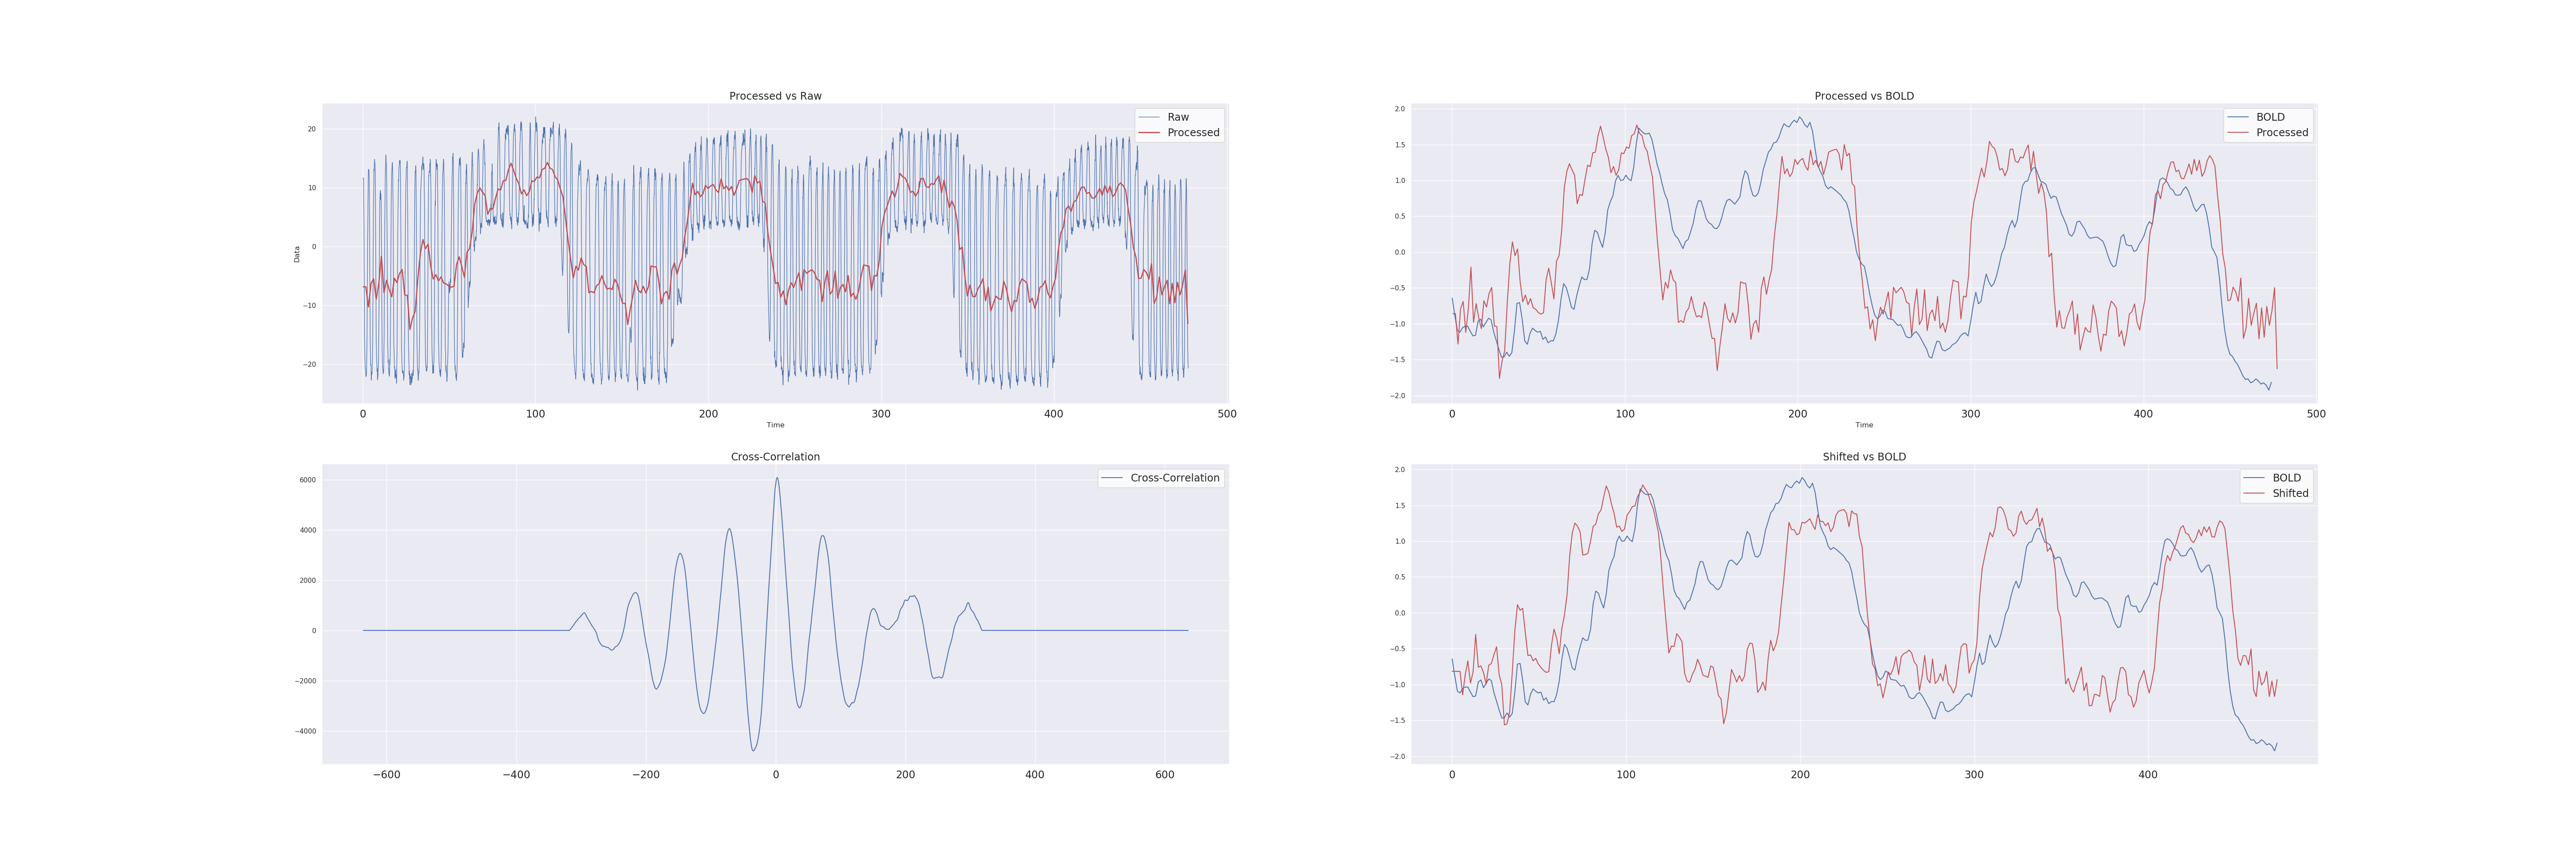 Processed vs Raw
Raw
Processed
Data
20
10
0
−10
−20
0 100 200 300 400 500
Time
Processed vs BOLD
BOLD
Processed
2.0
1.5
1.0
0.5
0.0
−0.5
−1.0
−1.5
−2.0
0 100 200 300 400 500
Time
Cross-Correlation
Cross-Correlation
6000
4000
2000
0
−2000
−4000
−600 −400 −200 0 200 400 600
Shifted vs BOLD
BOLD
Shifted
2.0
1.5
1.0
0.5
0.0
−0.5
−1.0
−1.5
−2.0
0 100 200 300 400